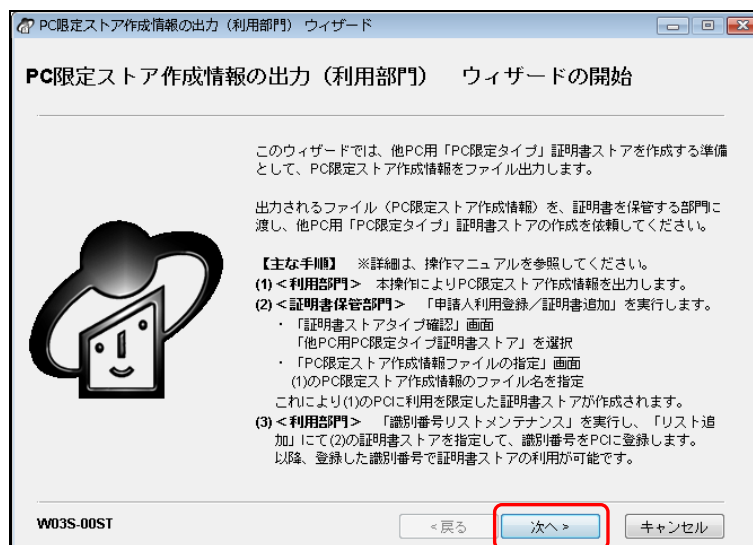 PC限定ストア作成情報の出力（利用部門） ウィザード
PC限定ストア作成情報の出力（利用部門）　ウィザードの開始
このウィザードでは、他PC用「PC限定タイプ」証明書ストアを作成する準備
として、PC限定ストア作成情報をファイル出力します。
出力されるファイル（PC限定ストア作成情報）を、証明書を保管する部門に
渡し、他PC用「PC限定タイプ」証明書ストアの作成を依頼してください。
【主な手順】　※詳細は、操作マニュアルを参照してください。
(1)＜利用部門＞　本操作によりPC限定ストア作成情報を出力します。
(2)＜証明書保管部門＞　「申請人利用登録／証明書追加」を実行します。
・「証明書ストアタイプ確認」画面
「他PC用PC限定タイプ証明書ストア」を選択
・「PC限定ストア作成情報ファイルの指定」画面
(1)のPC限定ストア作成情報のファイル名を指定
これにより(1)のPCに利用を限定した証明書ストアが作成されます。
(3)＜利用部門＞　「識別番号リストメンテナンス」を実行し、「リスト追
加」にて(2)の証明書ストアを指定して、識別番号をPCに登録します。
以降、登録した識別番号で証明書ストアの利用が可能です。
W03S-00ST
＜戻る
次へ＞
キャンセル